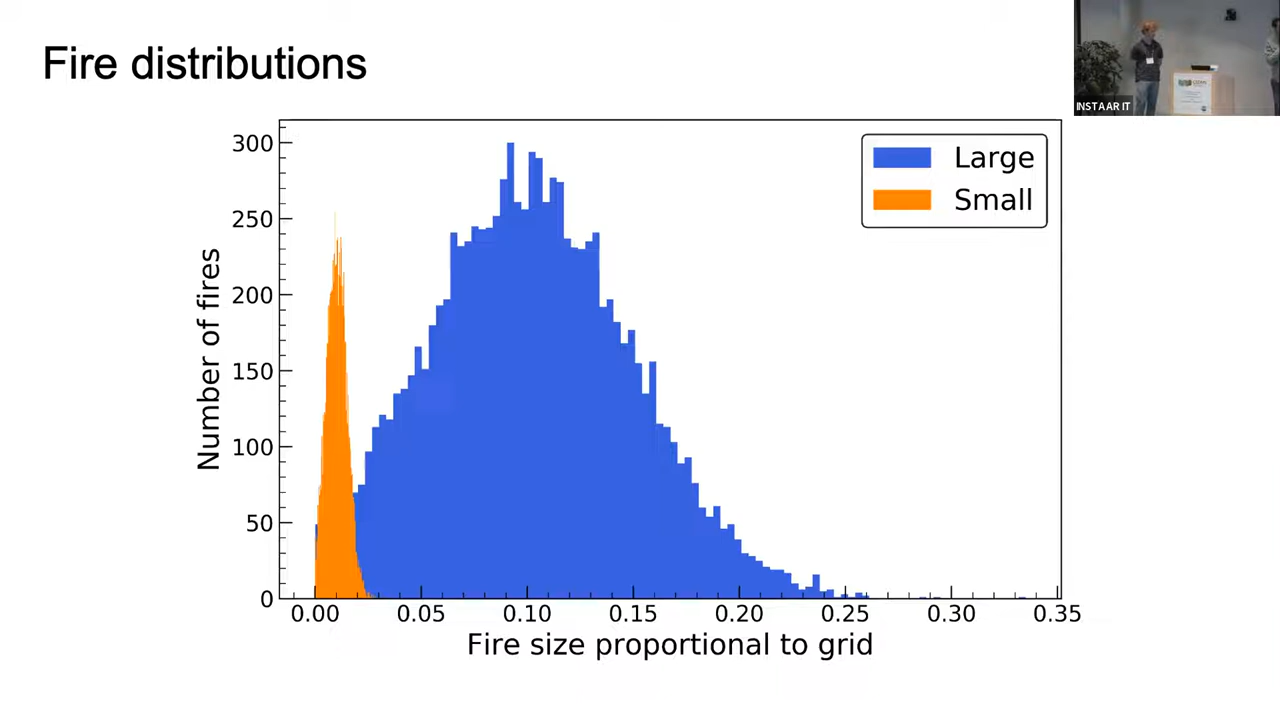 Fire distributions
INSTAAR IT
Large
Small
Number of fires
300
250
200
150
100
50
0
0.00 0.05 0.10 0.15 0.20 0.25 0.30 0.35
Fire size proportional to grid